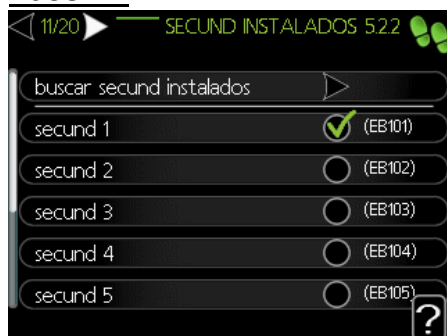 11/20 SECUND INSTALADOS 5.2.2
buscar secund instalados
secund 1 (EB101)
secund 2 (EB102)
secund 3 (EB103)
secund 4 (EB104)
secund 5 (EB105)
?